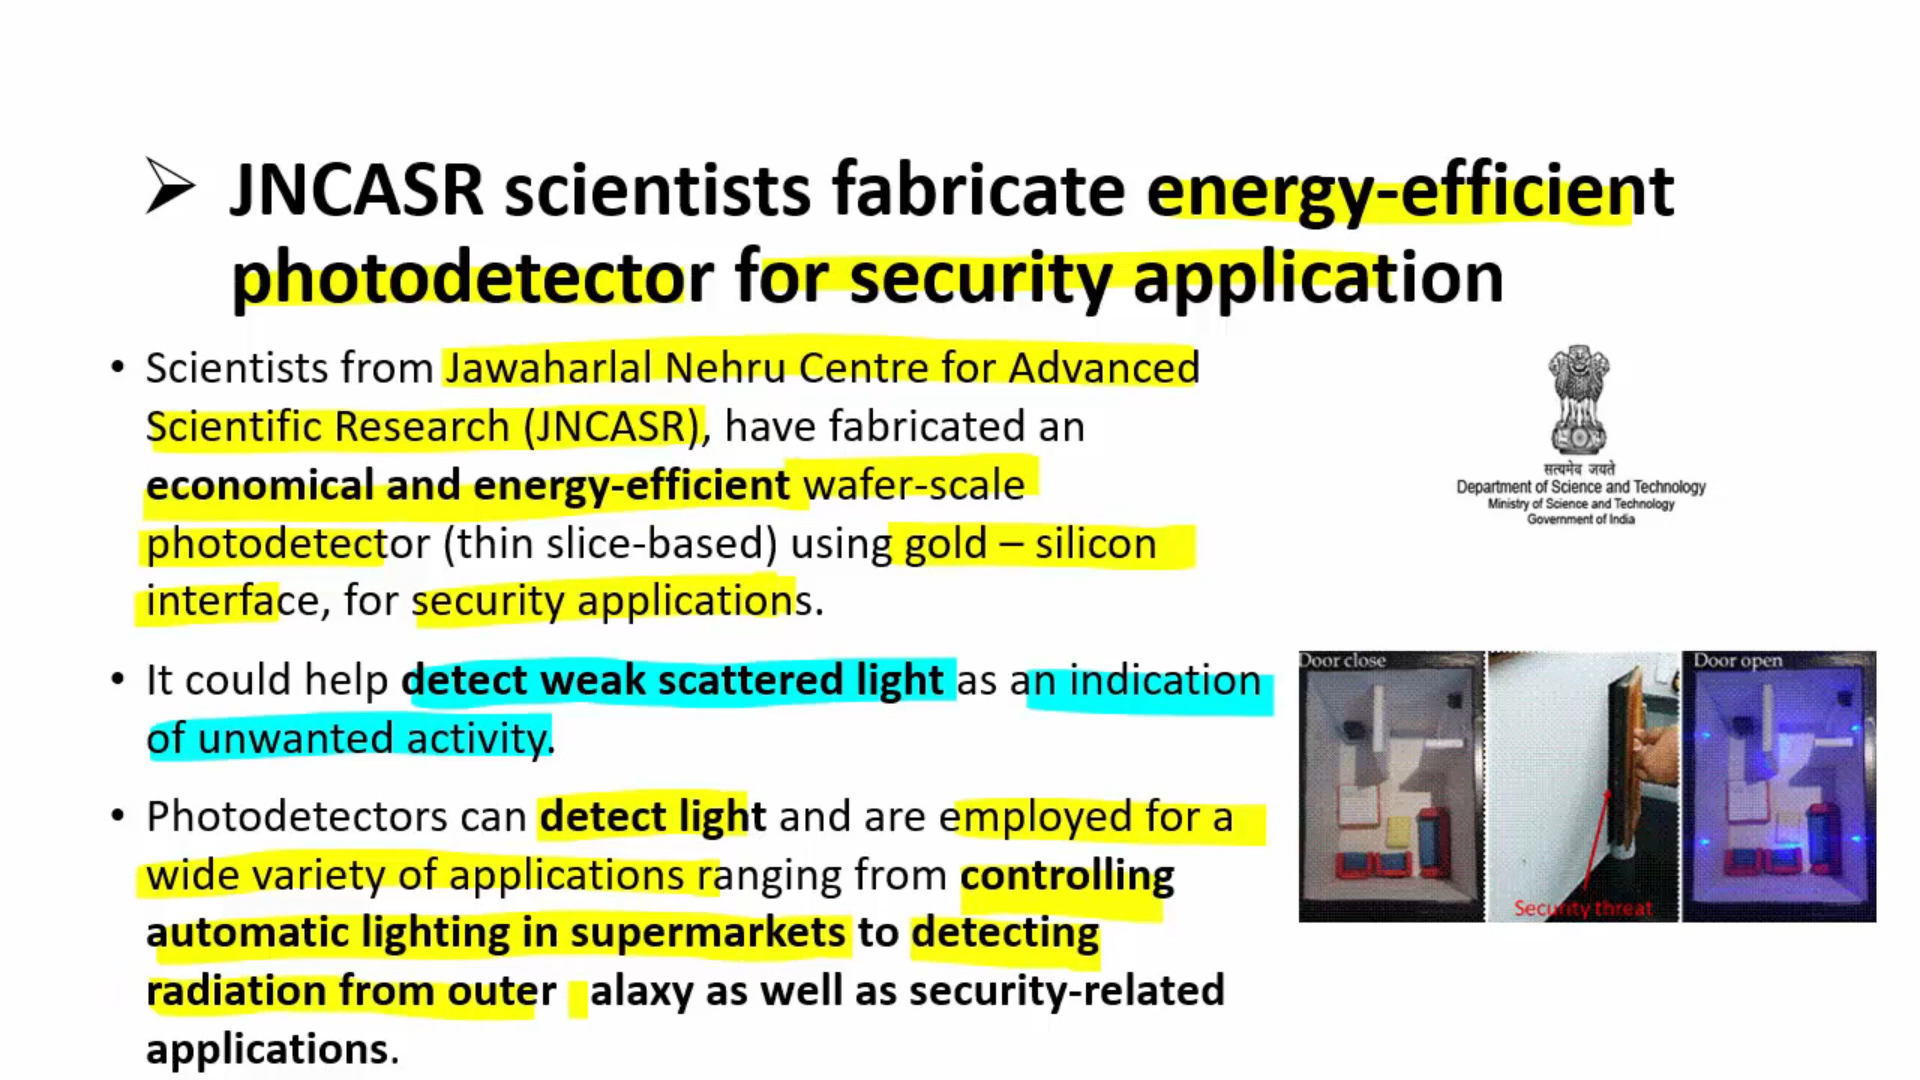 JNCASR scientists fabricate energy-efficient
photodetector for security application
• Scientists from Jawaharlal Nehru Centre for Advanced
Scientific Research (JNCASR), have fabricated an
economical and energy-efficient wafer-scale
photodetector (thin slice-based) using gold – silicon
interface, for security applications.
• It could help detect weak scattered light as an indication
of unwanted activity.
• Photodetectors can detect light and are employed for a
wide variety of applications ranging from controlling
automatic lighting in supermarkets to detecting
radiation from outer alaxy as well as security-related
applications.
सत्यमेव जयते
Department of Science and Technology
Ministry of Science and Technology
Government of India
Door close
Door open
Security threat